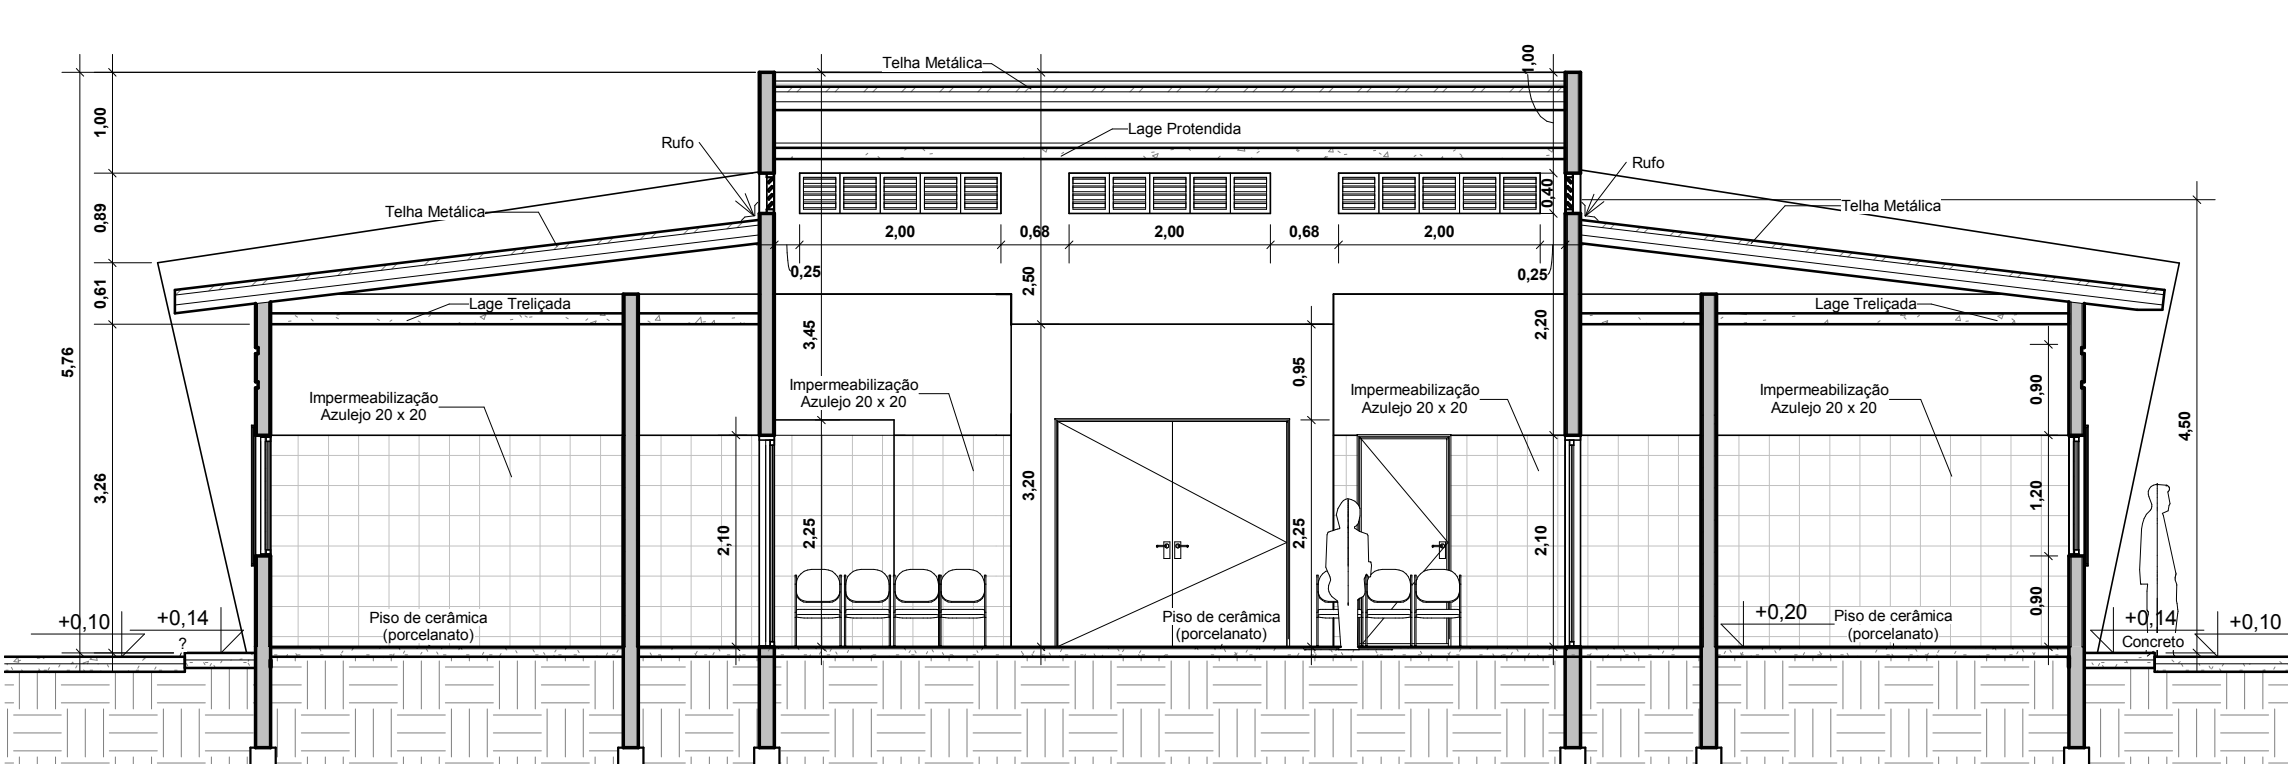 Telha Metálica
1,00
1,00
Lage Protendida
Rufo
Rufo
0,89
Telha Metálica
0,40
Telha Metálica
2,00
0,68
2,00
0,68
2,00
0,25
2,50
0,25
0,61
Lage Treliçada
Lage Treliçada
5,76
3,45
2,20
0,95
0,90
Impermeabilização
Azulejo 20 x 20
Impermeabilização
Azulejo 20 x 20
Impermeabilização
Azulejo 20 x 20
Impermeabilização
Azulejo 20 x 20
4,50
3,26
3,20
1,20
2,10
2,25
2,25
2,10
0,90
+0,10
+0,14
?
Piso de cerâmica
(porcelanato)
Piso de cerâmica
(porcelanato)
+0,20
Piso de cerâmica
(porcelanato)
+0,14
Concreto
+0,10